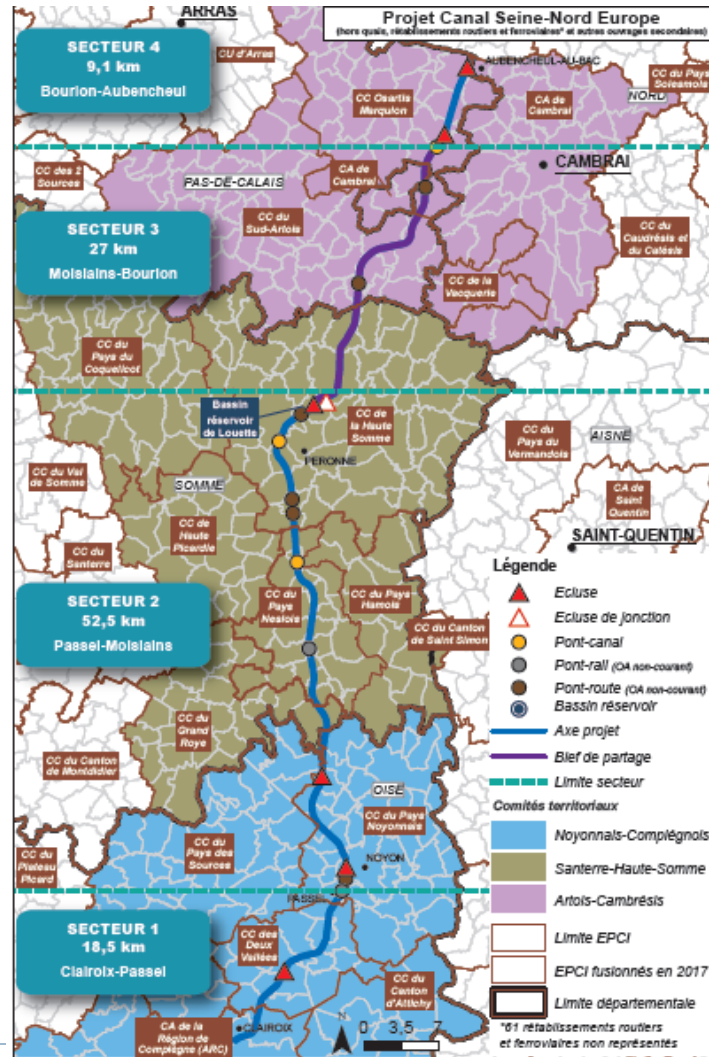 Projet Canal Seine-Nord Europe
(hors quais, rétablissements routiers et ferroviaires* et autres ouvrages secondaires)
ARRAS
SECTEUR 4
9,1 km
Bourlon-Aubencheul
CU d'Arras
AUBENCHEUL-AU-BAC
CC du Pays
Solesmois
NORD
CC Osartis
Marquion
CA de
Cambrai
CC des 2
Sources
PAS-DE-CALAIS
CA de
Cambrai
CAMBRAI
CC du
Sud-Artois
SECTEUR 3
27 km
Moislains-Bourlon
CC du
Caudrésis et
du Catésis
CC de la
Vacquerie
CC du
Pays du
Coquelicot
Bassin
réservoir
de Louette
CC de
la Haute
Somme
CC du
Pays du
Vermandois
AISNE
PERONNE
CC du Val
de Somme
SOMME
CA de
Saint
Quentin
CC de
Haute
Picardie
SAINT-QUENTIN
CC du
Santerre
SECTEUR 2
52,5 km
Passel-Moislains
CC du
Pays
Neslois
CC du
Pays
Hamois
CC du Canton
de Saint Simon
CC du
Grand
Roye
CC du Canton
de Montdidier
OISE
CC du Pays
Noyonnais
CC du
Pays des
Sources
CC du
Plateau
Picard
NOYON
PASSEL
SECTEUR 1
18,5 km
Clairoix-Passel
CC des
Deux
Vallées
CC du
Canton
d'Attichy
CA de la
Région de
Compiègne (ARC)
CLAIROIX
N
0 3,5 7
Légende
Ecluse
Ecluse de jonction
Pont-canal
Pont-rail (OA non-courant)
Pont-route (OA non-courant)
Bassin réservoir
Axe projet
Bief de partage
Limite secteur
Comités territoriaux
Noyonnais-Complégnois
Santerre-Haute-Somme
Artois-Cambrésis
Limite EPCI
EPCI fusionnés en 2017
Limite départementale
*61 rétablissements routiers
et ferroviaires non représentés